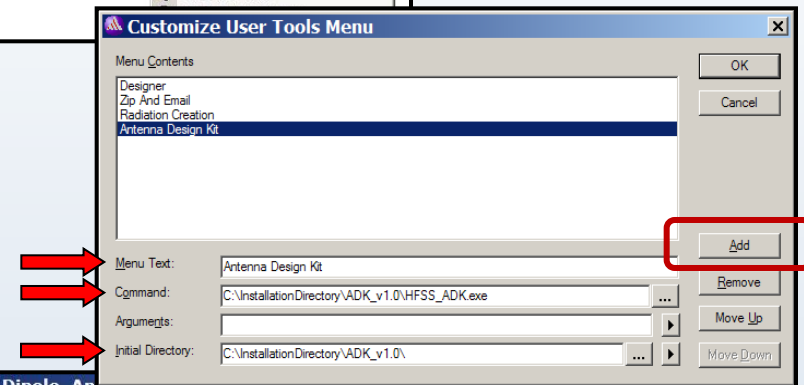 Customize User Tools Menu
Menu Contents
OK
Designer
Zip And Email
Cancel
Radiation Creation
Antenna Design Kit
Add
Menu Text:
Antenna Design Kit
Remove
Command:
C:\InstallationDirectory\ADK_v1.0\HFSS_ADK.exe
...
Arguments:
Move Up
Initial Directory:
C:\InstallationDirectory\ADK_v1.0\
...
Move Down